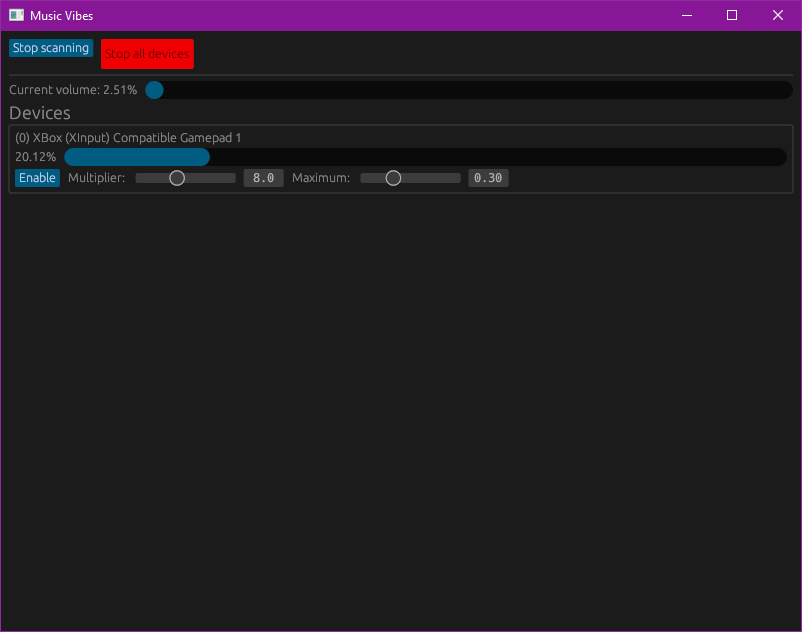 Music Vibes
Stop scanning Stop all devices
Current volume: 2.51%
Devices
(0) XBox (XInput) Compatible Gamepad 1
20.12%
Enable Multiplier: 8.0 Maximum: 0.30